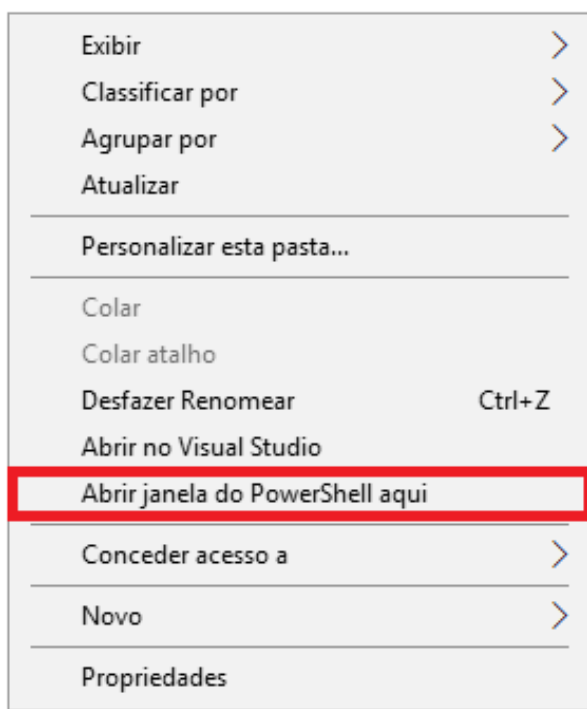 Exibir
Classificar por
Agrupar por
Atualizar
Personalizar esta pasta...
Colar
Colar atalho
Desfazer Renomear Ctrl+Z
Abrir no Visual Studio
Abrir janela do PowerShell aqui
Conceder acesso a
Novo
Propriedades